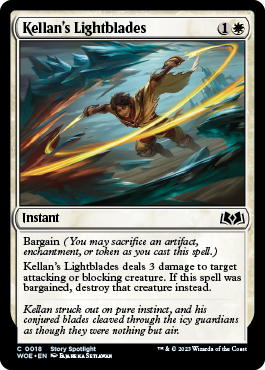 Kellan's Lightblades 1
Instant
Bargain (You may sacrifice an artifact,
enchantment, or token as you cast this spell.)
Kellan's Lightblades deals 3 damage to target
attacking or blocking creature. If this spell was
bargained, destroy that creature instead.
Kellan struck out on pure instinct, and his
conjured blades cleaved through the icy guardians
as though they were nothing but air.
C 0018 Story Spotlight ™ & © 2023 Wizards of the Coast
WOE • EN